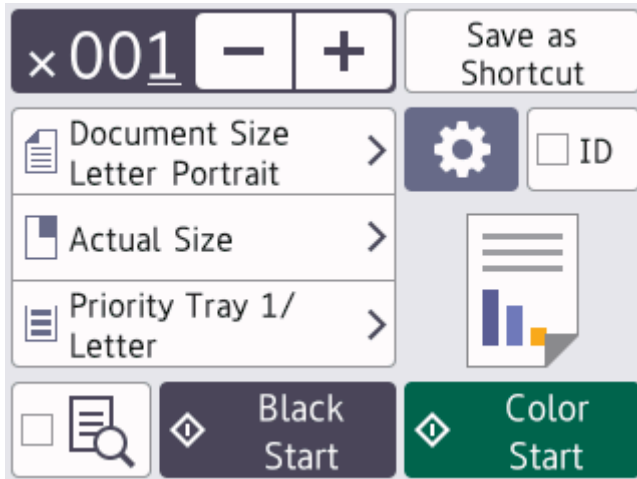 ×001 − +
Save as
Shortcut
Document Size
Letter Portrait
ID
Actual Size
Priority Tray 1/
Letter
Black
Start
Color
Start